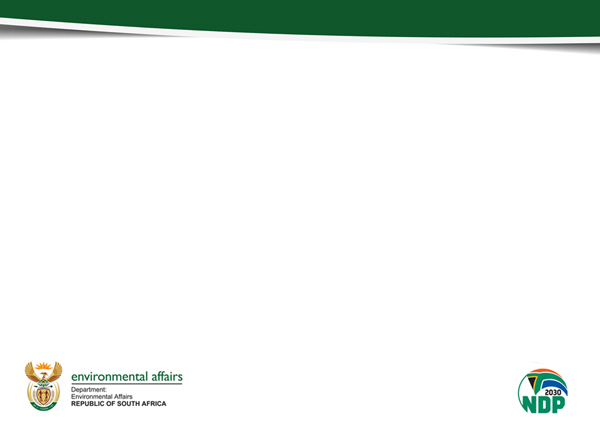 environmental affairs
Department:
Environmental Affairs
REPUBLIC OF SOUTH AFRICA
2030
NDP